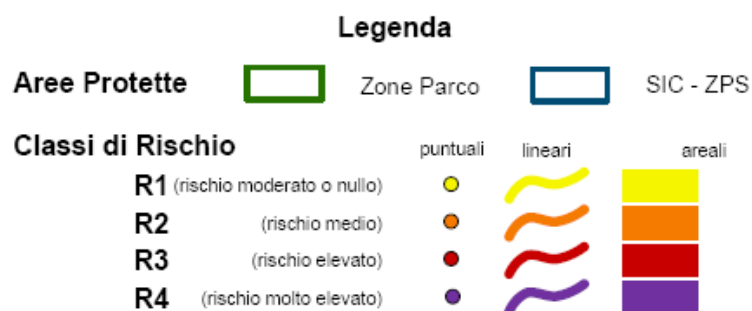 Legenda
Aree Protette Zone Parco SIC - ZPS
Classi di Rischio puntuali lineari areali
R1 (rischio moderato o nullo)
R2 (rischio medio)
R3 (rischio elevato)
R4 (rischio molto elevato)